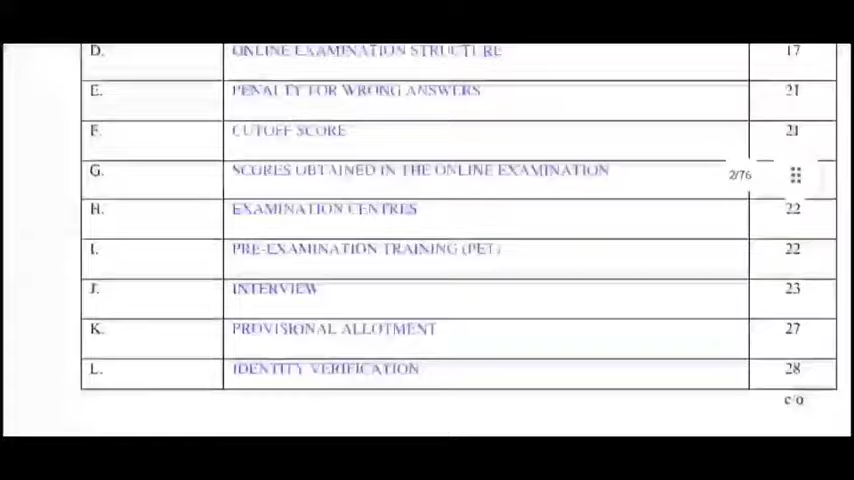 D. ONLINE EXAMINATION STRUCTURE 17
E. PENALTY FOR WRONG ANSWERS 21
F. CUTOFF SCORE 21
G. SCORES OBTAINED IN THE ONLINE EXAMINATION
2/76
H. EXAMINATION CENTRES 22
I. PRE-EXAMINATION TRAINING (PET) 22
J. INTERVIEW 23
K. PROVISIONAL ALLOTMENT 27
L. IDENTITY VERIFICATION 28
c/o